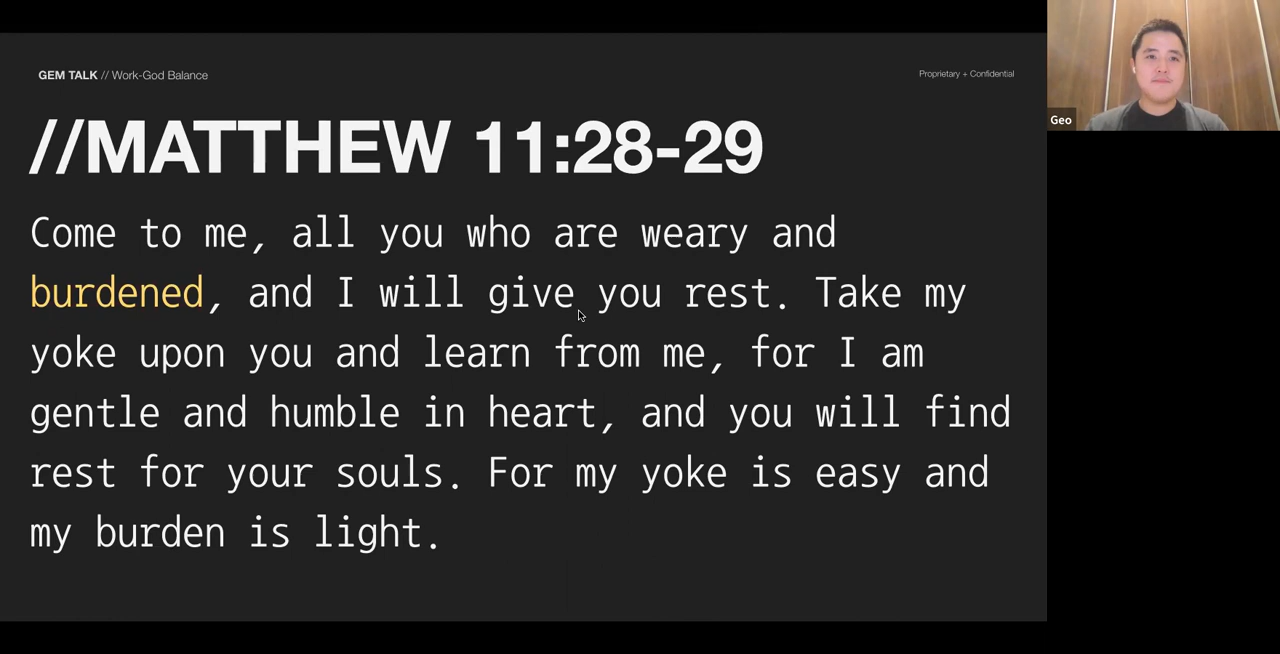 GEM TALK // Work-God Balance
Proprietary + Confidential
//MATTHEW 11:28-29
Come to me, all you who are weary and
burdened, and I will give you rest. Take my
yoke upon you and learn from me, for I am
gentle and humble in heart, and you will find
rest for your souls. For my yoke is easy and
my burden is light.
Geo